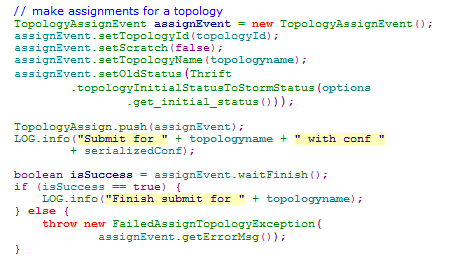 // make assignments for a topology
TopologyAssignEvent assignEvent = new TopologyAssignEvent();
assignEvent.setTopologyId(topologyId);
assignEvent.setScratch(false);
assignEvent.setTopologyName(topologyname);
assignEvent.setOldStatus(Thrift
.topologyInitialStatusToStormStatus(options
.get_initial_status()));
TopologyAssign.push(assignEvent);
LOG.info("Submit for " + topologyname + " with conf "
+ serializedConf);
boolean isSuccess = assignEvent.waitFinish();
if (isSuccess == true) {
LOG.info("Finish submit for " + topologyname);
} else {
throw new FailedAssignTopologyException(
assignEvent.getErrorMsg());
}